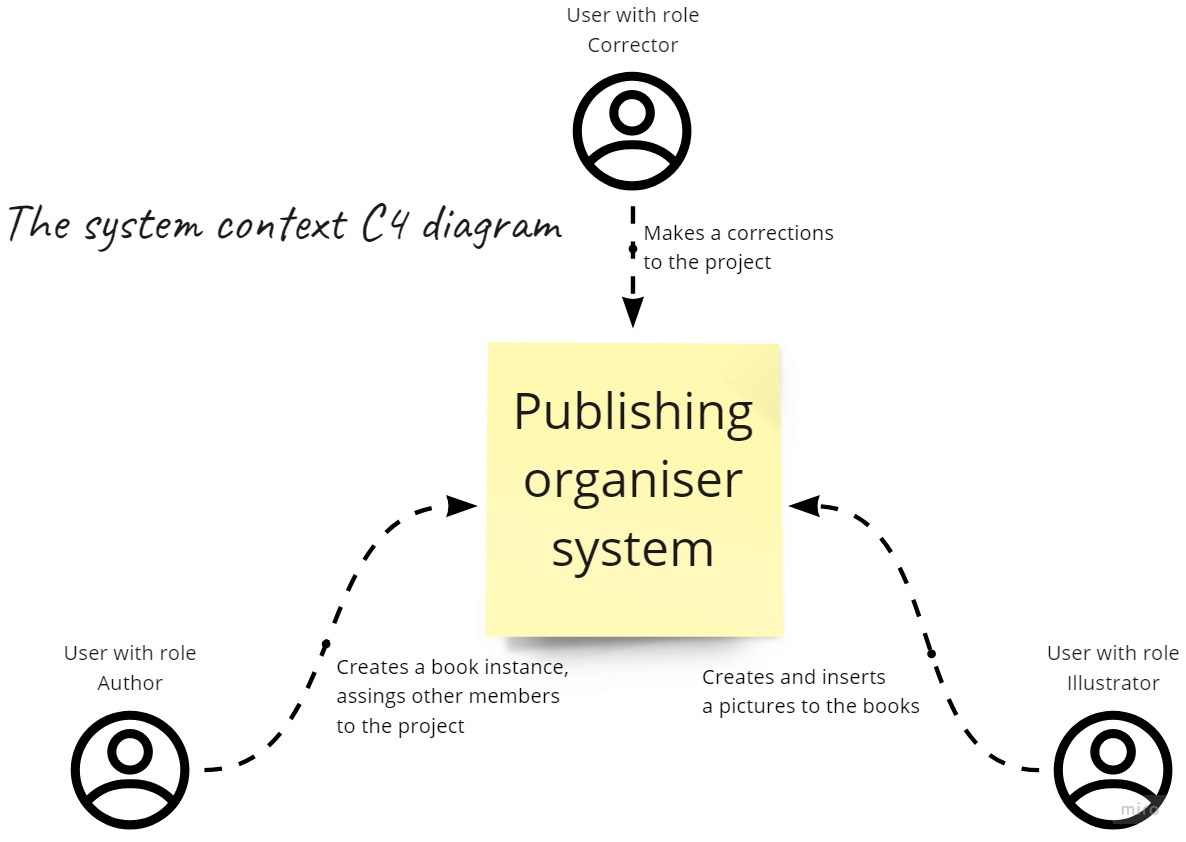 User with role
Corrector
The system context C4 diagram
Makes a corrections
to the project
Publishing
organiser
system
User with role
Author
Creates a book instance,
assings other members
to the project
Creates and inserts
a pictures to the books
User with role
Illustrator
miro